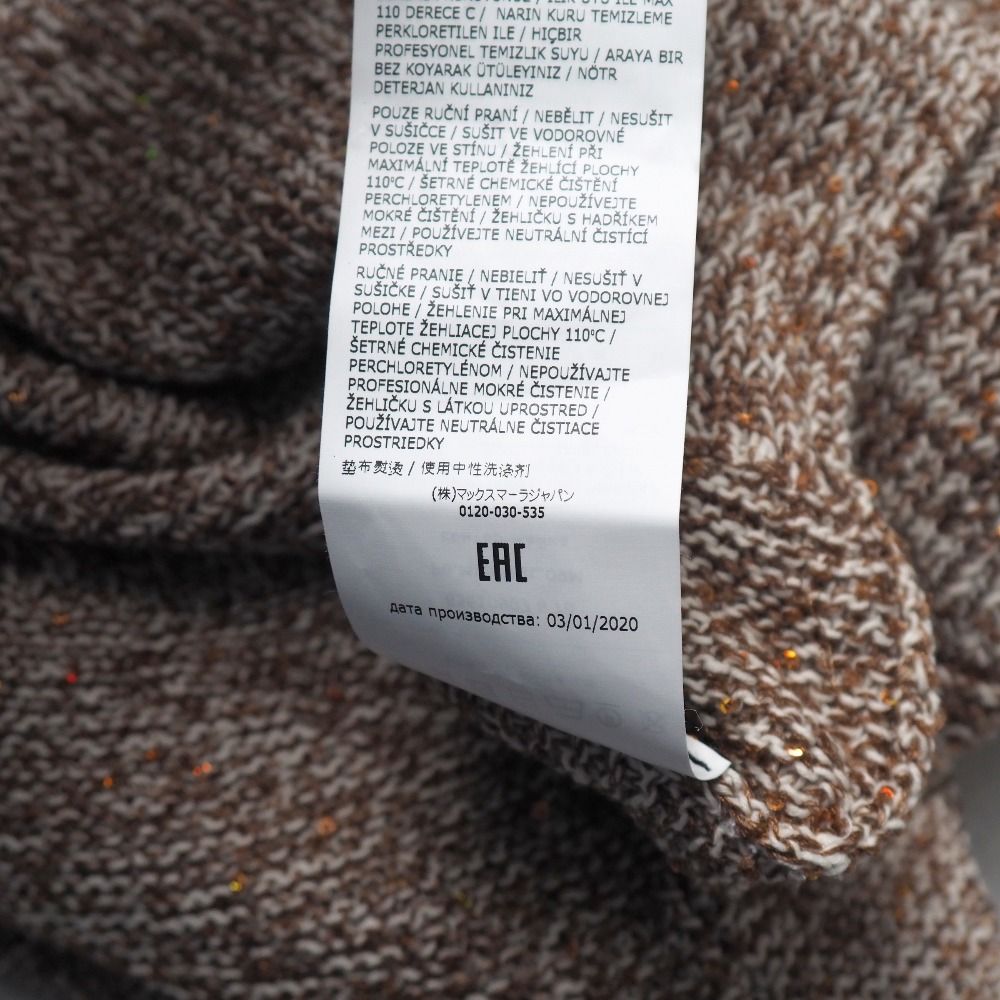 110 DERECE C / NARIN KURU TEMIZLEME
PERKLORETILEN ILE / HIÇBIR
PROFESYONEL TEMIZLIK SUYU / ARAYA BIR
BEZ KOYARAK ÜTÜLEYINIZ / NÖTR
DETERJAN KULLANINIZ
POUZE RUČNÍ PRANÍ / NEBĚLIT / NESUŠIT
V SUŠIČCE / SUŠIT VE VODOROVNÉ
POLOZE VE STÍNU / ŽEHLENÍ PŘI
MAXIMÁLNÍ TEPLOTĚ ŽEHLÍCÍ PLOCHY
110°C / ŠETRNÉ CHEMICKÉ ČIŠTĚNÍ
PERCHLORETYLENEM / NEPOUŽÍVEJTE
MOKRÉ ČIŠTĚNÍ / ŽEHLIČKU S HADŘÍKEM
MEZI / POUŽÍVEJTE NEUTRÁLNÍ ČISTÍCÍ
PROSTŘEDKY
RUČNÉ PRANIE / NEBIELIŤ / NESUŠIŤ V
SUŠIČKE / SUŠIŤ V TIENI VO VODOROVNEJ
POLOHE / ŽEHLENIE PRI MAXIMÁLNEJ
TEPLOTE ŽEHLIACEJ PLOCHY 110°C /
ŠETRNÉ CHEMICKÉ ČISTENIE
PERCHLORETYLÉNOM / NEPOUŽÍVAJTE
PROFESIONÁLNE MOKRÉ ČISTENIE /
ŽEHLIČKU S LÁTKOU UPROSTRED /
POUŽÍVAJTE NEUTRÁLNE ČISTIACE
PROSTRIEDKY
垫布熨烫 / 使用中性洗涤剂
(株)マックスマーラジャパン
0120-030-535
EAC
дата производства: 03/01/2020